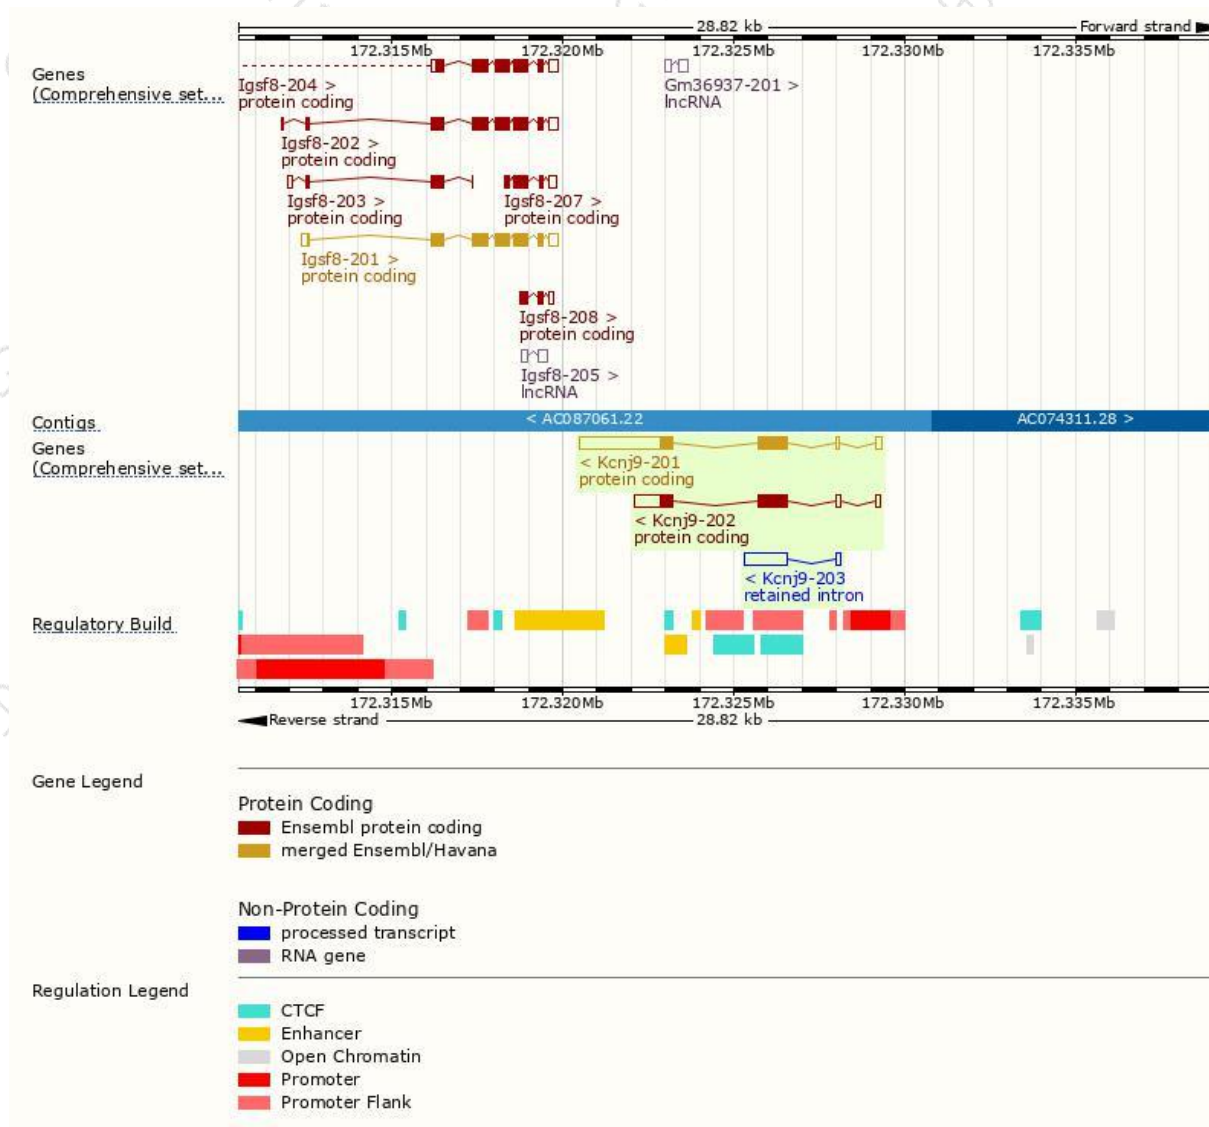 28.82 kb
Forward strand
172.315Mb 172.320Mb 172.325Mb 172.330Mb 172.335Mb
Genes
(Comprehensive set...
Igsf8-204 >
protein coding
Gm36937-201 >
lncRNA
Igsf8-202 >
protein coding
Igsf8-203 >
protein coding
Igsf8-207 >
protein coding
Igsf8-201 >
protein coding
Igsf8-208 >
protein coding
Igsf8-205 >
lncRNA
Contigs
< AC087061.22
AC074311.28 >
Genes
(Comprehensive set...
< Kcnj9-201
protein coding
< Kcnj9-202
protein coding
< Kcnj9-203
retained intron
Regulatory Build
172.315Mb 172.320Mb 172.325Mb 172.330Mb 172.335Mb
Reverse strand
28.82 kb
Gene Legend
Protein Coding
Ensembl protein coding
merged Ensembl/Havana
Non-Protein Coding
processed transcript
RNA gene
Regulation Legend
CTCF
Enhancer
Open Chromatin
Promoter
Promoter Flank